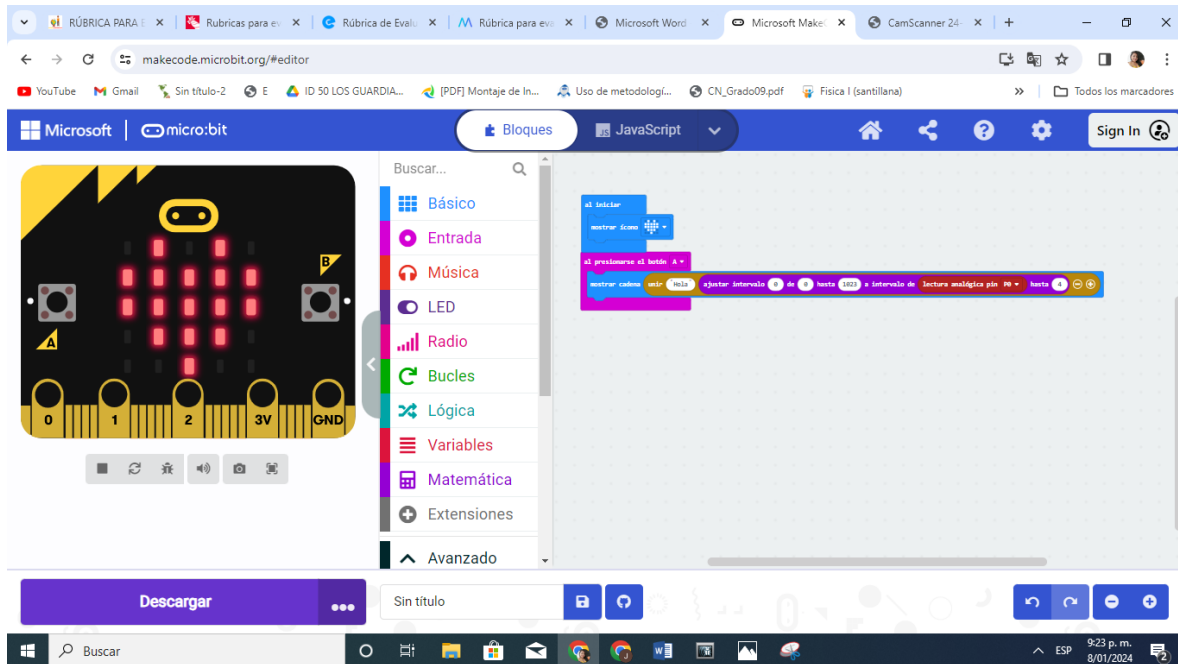 RÚBRICA PARA E
Rubricas para ev
Rúbrica de Evalu
Rúbrica para eva
Microsoft Word
Microsoft Make
CamScanner 24-
makecode.microbit.org/#editor
YouTube
Gmail
Sin título-2
E
ID 50 LOS GUARDIA...
[PDF] Montaje de In...
Uso de metodologí...
CN_Grado09.pdf
Fisica I (santillana)
»
Todos los marcadores
Microsoft
micro:bit
Bloques
JS JavaScript
Sign In
B
A
0 1 2 3V GND
Buscar...
Básico
Entrada
Música
LED
Radio
Bucles
Lógica
Variables
Matemática
Extensiones
Avanzado
al iniciar
mostrar ícono
al presionarse el botón A
mostrar cadena unir Hola ajustar intervalo 0 de 0 hasta 1023 a intervalo de lectura analógica pin P0 hasta 4
Descargar
Sin título
Buscar
ESP
9:23 p. m.
8/01/2024
2